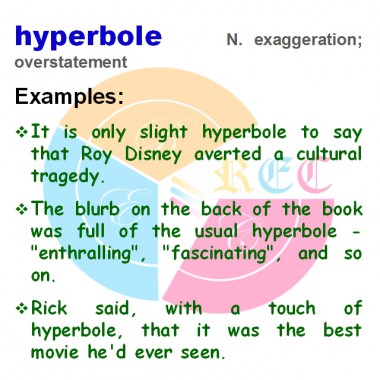 hyperbole N. exaggeration;
overstatement
Examples:
❖It is only slight hyperbole to say
that Roy Disney averted a cultural
tragedy.
❖The blurb on the back of the book
was full of the usual hyperbole -
"enthralling", "fascinating", and so
on.
❖Rick said, with a touch of
hyperbole, that it was the best
movie he'd ever seen.
REC